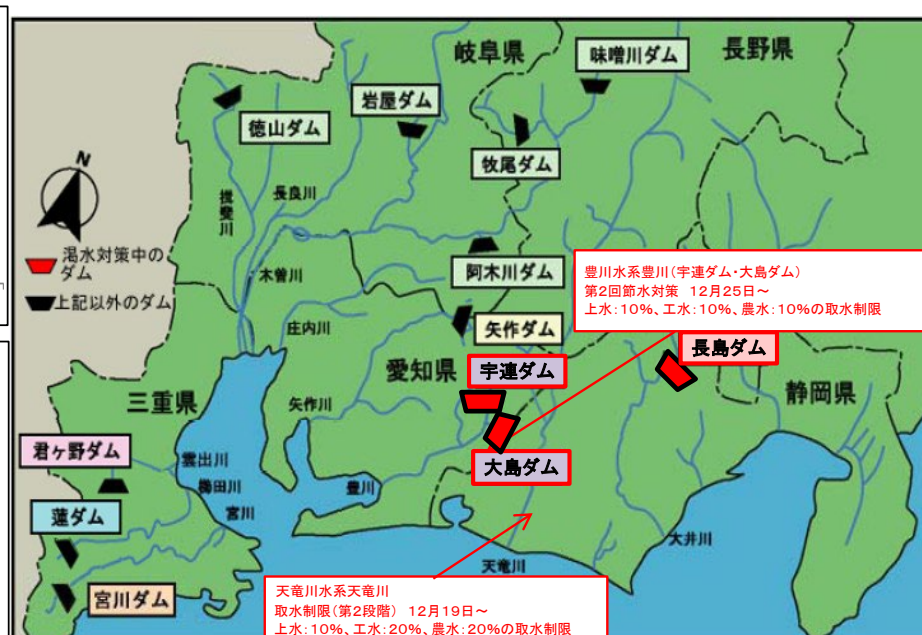 岐阜県
長野県
味噌川ダム
岩屋ダム
徳山ダム
牧尾ダム
N
揖斐川
長良川
渇水対策中の
ダム
上記以外のダム
木曽川
阿木川ダム
豊川水系豊川(宇連ダム・大島ダム)
第2回節水対策 12月25日～
上水:10%、工水:10%、農水:10%の取水制限
庄内川
矢作ダム
長島ダム
愛知県
宇連ダム
静岡県
三重県
矢作川
君ヶ野ダム
雲出川
大島ダム
櫛田川
豊川
宮川
蓮ダム
大井川
天竜川
宮川ダム
天竜川水系天竜川
取水制限(第2段階) 12月19日～
上水:10%、工水:20%、農水:20%の取水制限